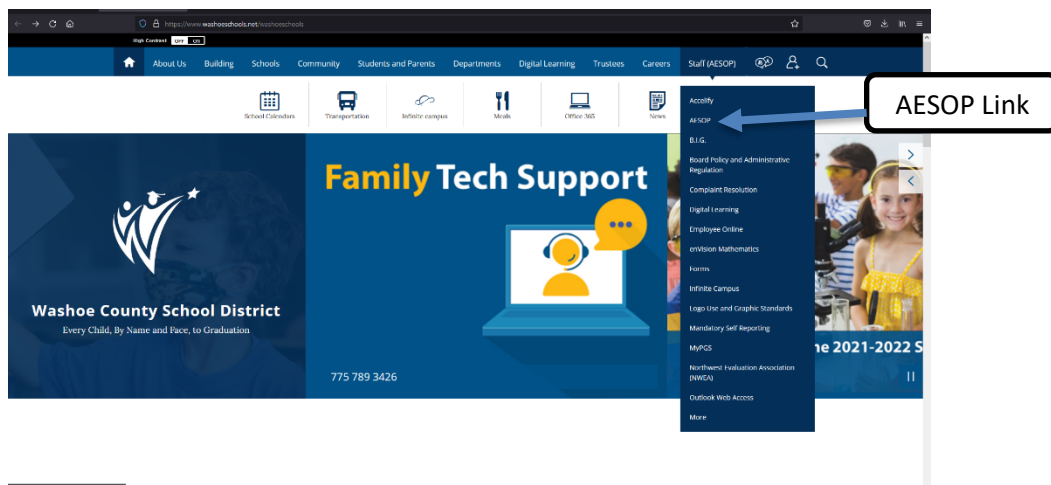 https://www.washoeschools.net/washoeschools
High Contrast OFF ON
About Us Building Schools Community Students and Parents Departments Digital Learning Trustees Careers Staff (AESOP)
School Calendars Transportation Infinite campus Meals Office 365 News
Accelify
AESOP
B.I.G.
Board Policy and Administrative
Regulation
Complaint Resolution
Digital Learning
Employee Online
enVision Mathematics
Forms
Infinite Campus
Logo Use and Graphic Standards
Mandatory Self Reporting
MyPGS
Northwest Evaluation Association
(NWEA)
Outlook Web Access
More
AESOP Link
Family Tech Support
Washoe County School District
Every Child, By Name and Face, to Graduation
775 789 3426
ne 2021-2022 S